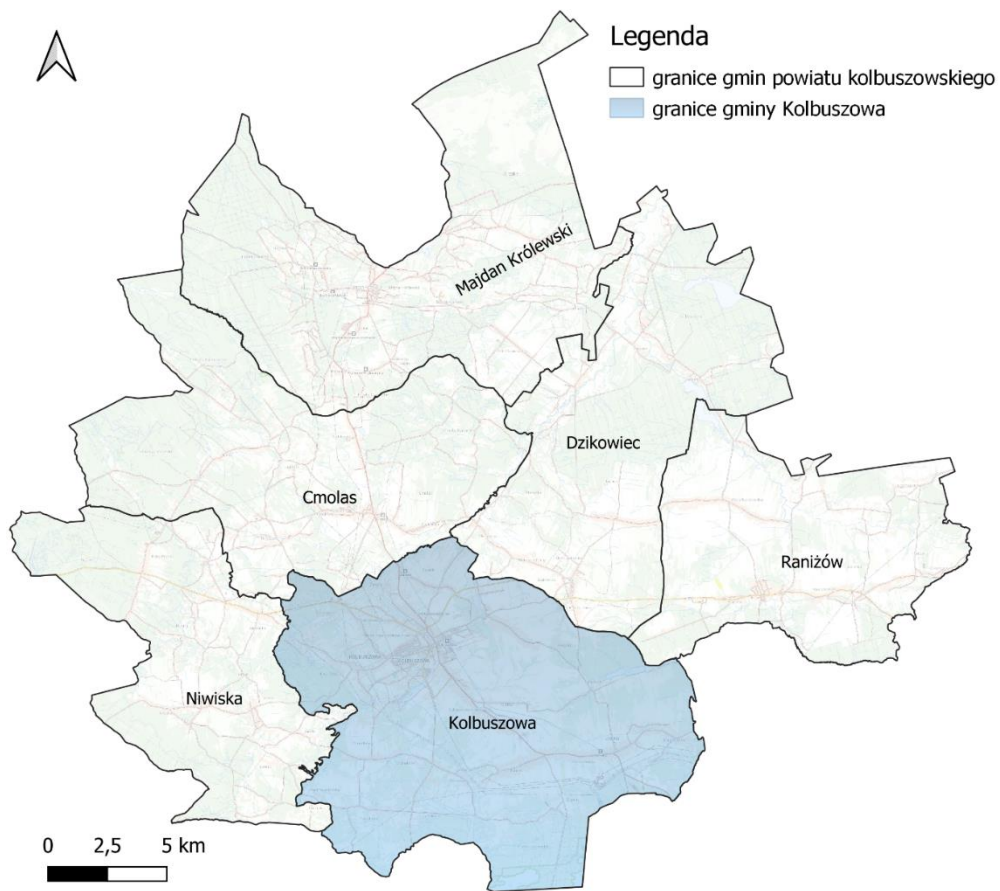 Legenda
granice gmin powiatu kolbuszowskiego
granice gminy Kolbuszowa
Majdan Królewski
Dzikowiec
Cmolas
Raniżów
Niwiska
Kolbuszowa
0 2,5 5 km